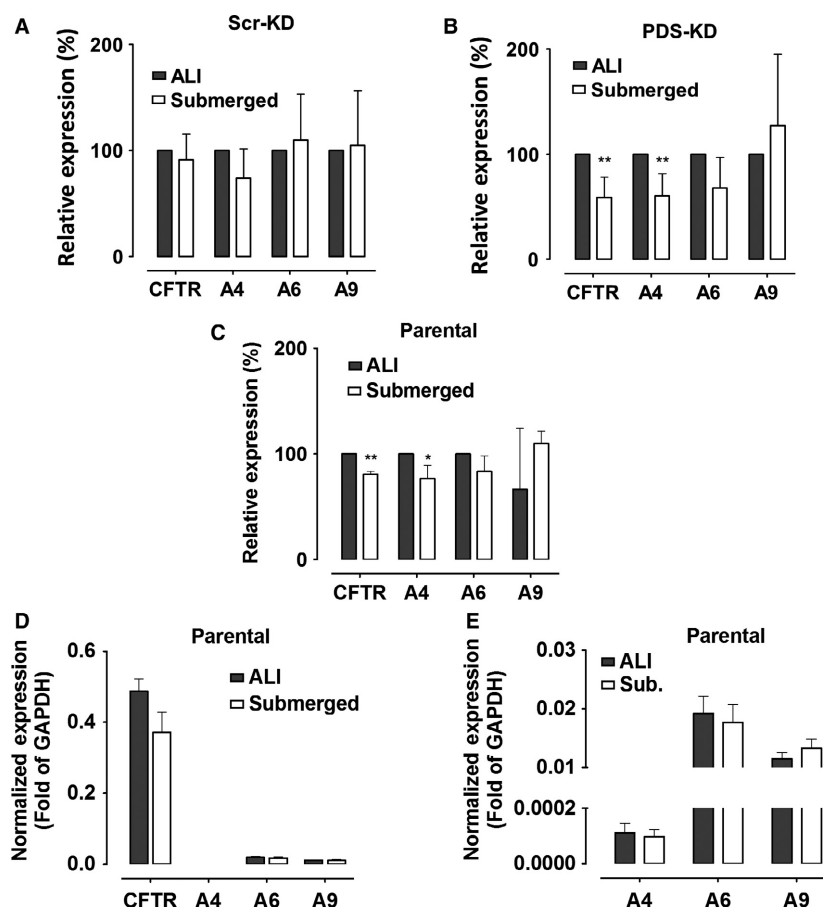 A
Scr-KD
Relative expression (%)
200
100
0
ALI
Submerged
CFTR A4 A6 A9
B
PDS-KD
Relative expression (%)
200
100
0
ALI
Submerged
** **
CFTR A4 A6 A9
C
Parental
Relative expression (%)
200
100
0
ALI
Submerged
** *
CFTR A4 A6 A9
D
Parental
Normalized expression
(Fold of GAPDH)
0.6
0.4
0.2
0.0
ALI
Submerged
CFTR A4 A6 A9
E
Parental
Normalized expression
(Fold of GAPDH)
0.03
0.02
0.01
0.0002
0.0000
ALI
Sub.
A4 A6 A9